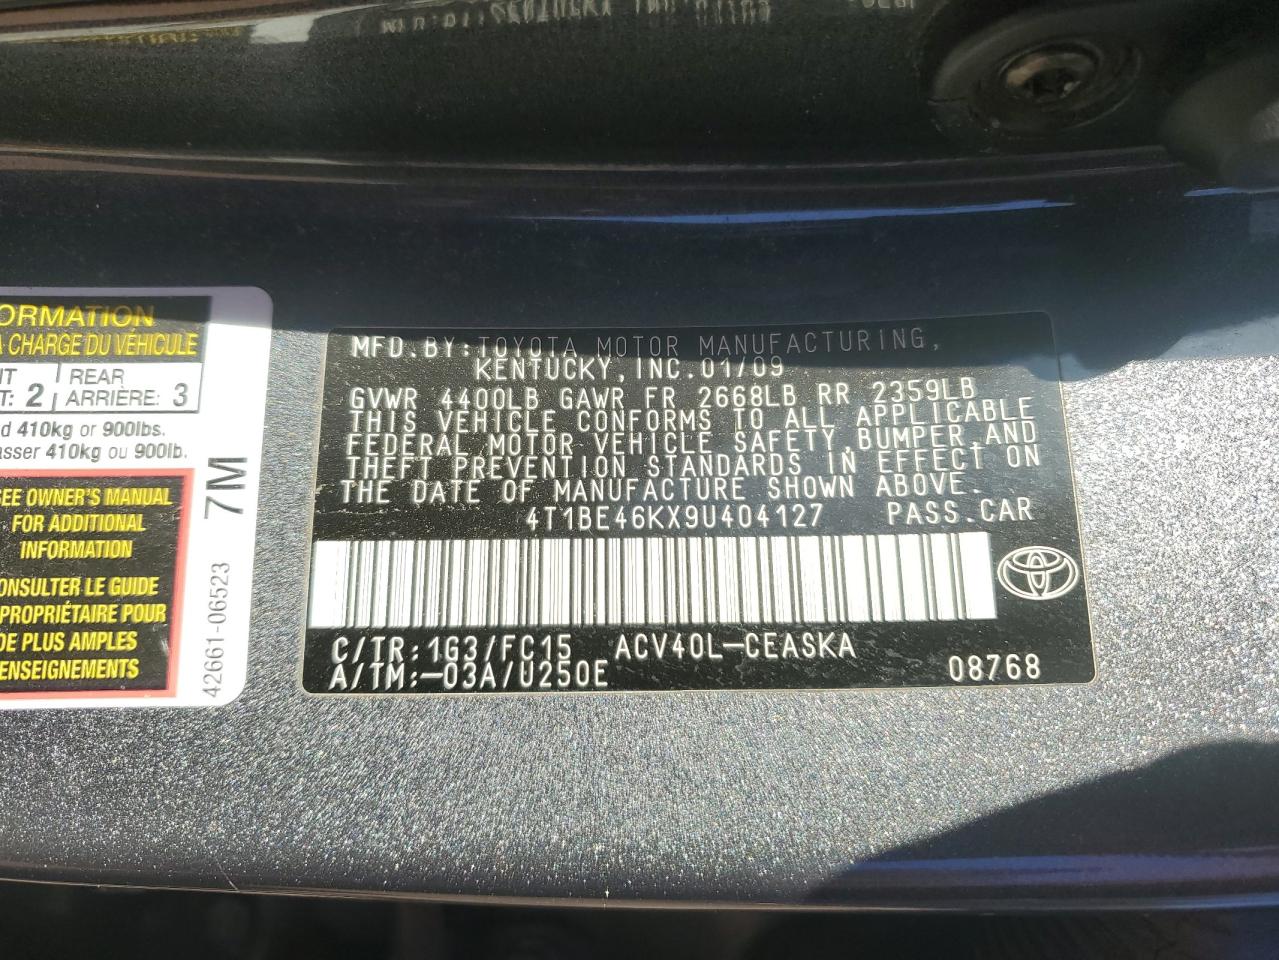 ORMATION
A CHARGE DU VÉHICULE
REAR
T: 2 ARRIÈRE: 3
410kg or 900lbs.
asser 410kg ou 900lb.
SEE OWNER'S MANUAL
FOR ADDITIONAL
INFORMATION
ONSULTER LE GUIDE
PROPRIÉTAIRE POUR
DE PLUS AMPLES
ENSEIGNEMENTS
7M
42661-06523
MFD.BY:TOYOTA MOTOR MANUFACTURING,
KENTUCKY, INC.01/09
GVWR 4400LB GAWR FR 2668LB RR 2359LB
THIS VEHICLE CONFORMS TO ALL APPLICABLE
FEDERAL MOTOR VEHICLE SAFETY,BUMPER,AND
THEFT PREVENTION STANDARDS IN EFFECT ON
THE DATE OF MANUFACTURE SHOWN ABOVE.
4T1BE46KX9U404127 PASS.CAR
C/TR:1G3/FC15 ACV40L-CEASKA
A/TM:-03A/U250E 08768